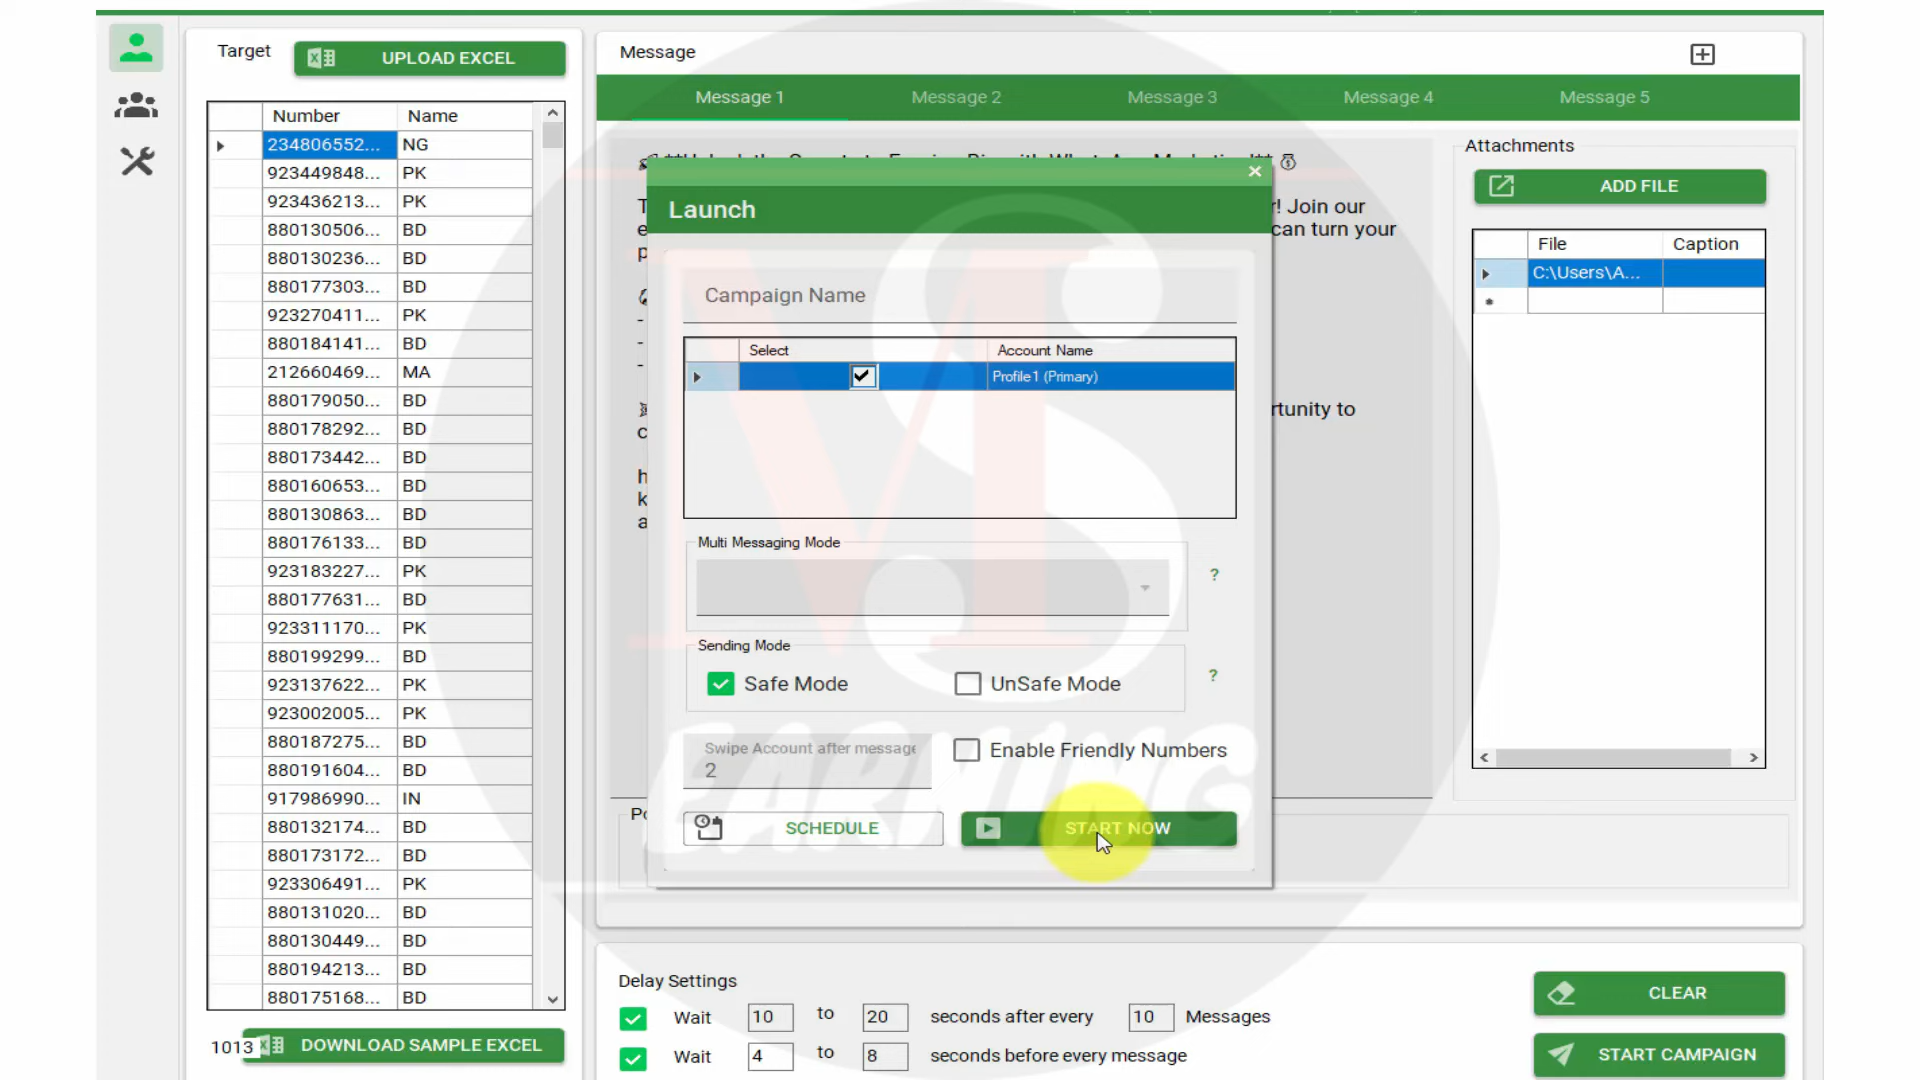 Target
UPLOAD EXCEL
Number Name
234806552... NG
923449848... PK
923436213... PK
880130506... BD
880130236... BD
880177303... BD
923270411... PK
880184141... BD
212660469... MA
880179050... BD
880178292... BD
880173442... BD
880160653... BD
880130863... BD
880176133... BD
923183227... PK
880177631... BD
923311170... PK
880199299... BD
923137622... PK
923002005... PK
880187275... BD
880191604... BD
917986990... IN
880132174... BD
880173172... BD
923306491... PK
880131020... BD
880130449... BD
880194213... BD
880175168... BD
1013
DOWNLOAD SAMPLE EXCEL
Message
Message 1 Message 2 Message 3 Message 4 Message 5
! Join our
can turn your
to
Launch
Campaign Name
Select Account Name
Profile1 (Primary)
Multi Messaging Mode
?
Sending Mode
Safe Mode UnSafe Mode
?
Swipe Account after message
2
Enable Friendly Numbers
SCHEDULE
START NOW
MS
EARNING
Attachments
ADD FILE
File Caption
C:\Users\A...
Delay Settings
Wait 10 to 20 seconds after every 10 Messages
Wait 4 to 8 seconds before every message
CLEAR
START CAMPAIGN